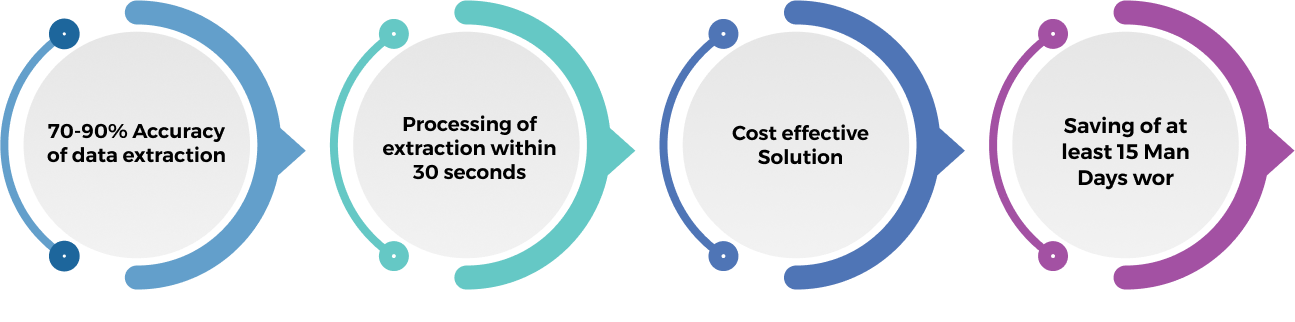 70-90% Accuracy
of data extraction
Processing of
extraction within
30 seconds
Cost effective
Solution
Saving of at
least 15 Man
Days wor